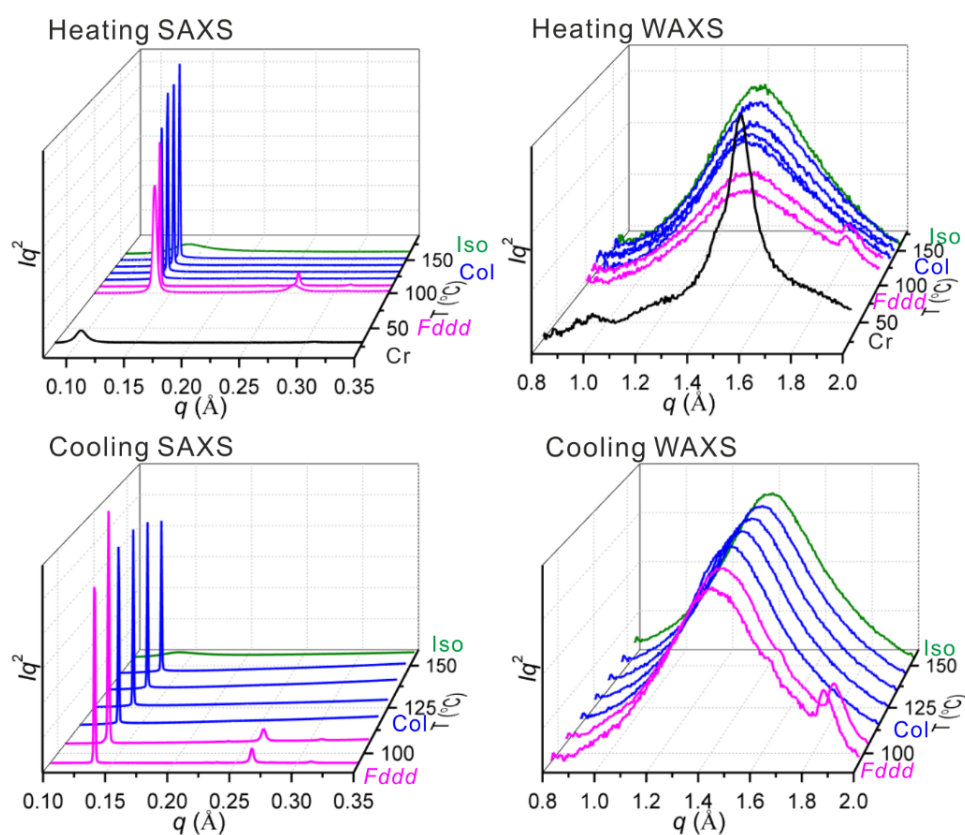 Heating SAXS
Iq²
Iso
150
Col
100
T (°C)
50
Fddd
Cr
0.10 0.15 0.20 0.25 0.30 0.35
q (Å)
Heating WAXS
Iq²
Iso
150
Col
100
T (°C)
Fddd
50
Cr
0.8 1.0 1.2 1.4 1.6 1.8 2.0
q (Å)
Cooling SAXS
Iq²
Iso
150
125
T (°C)
Col
100
Fddd
0.10 0.15 0.20 0.25 0.30 0.35
q (Å)
Cooling WAXS
Iq²
Iso
150
125
T (°C)
Col
100
Fddd
0.8 1.0 1.2 1.4 1.6 1.8 2.0
q (Å)